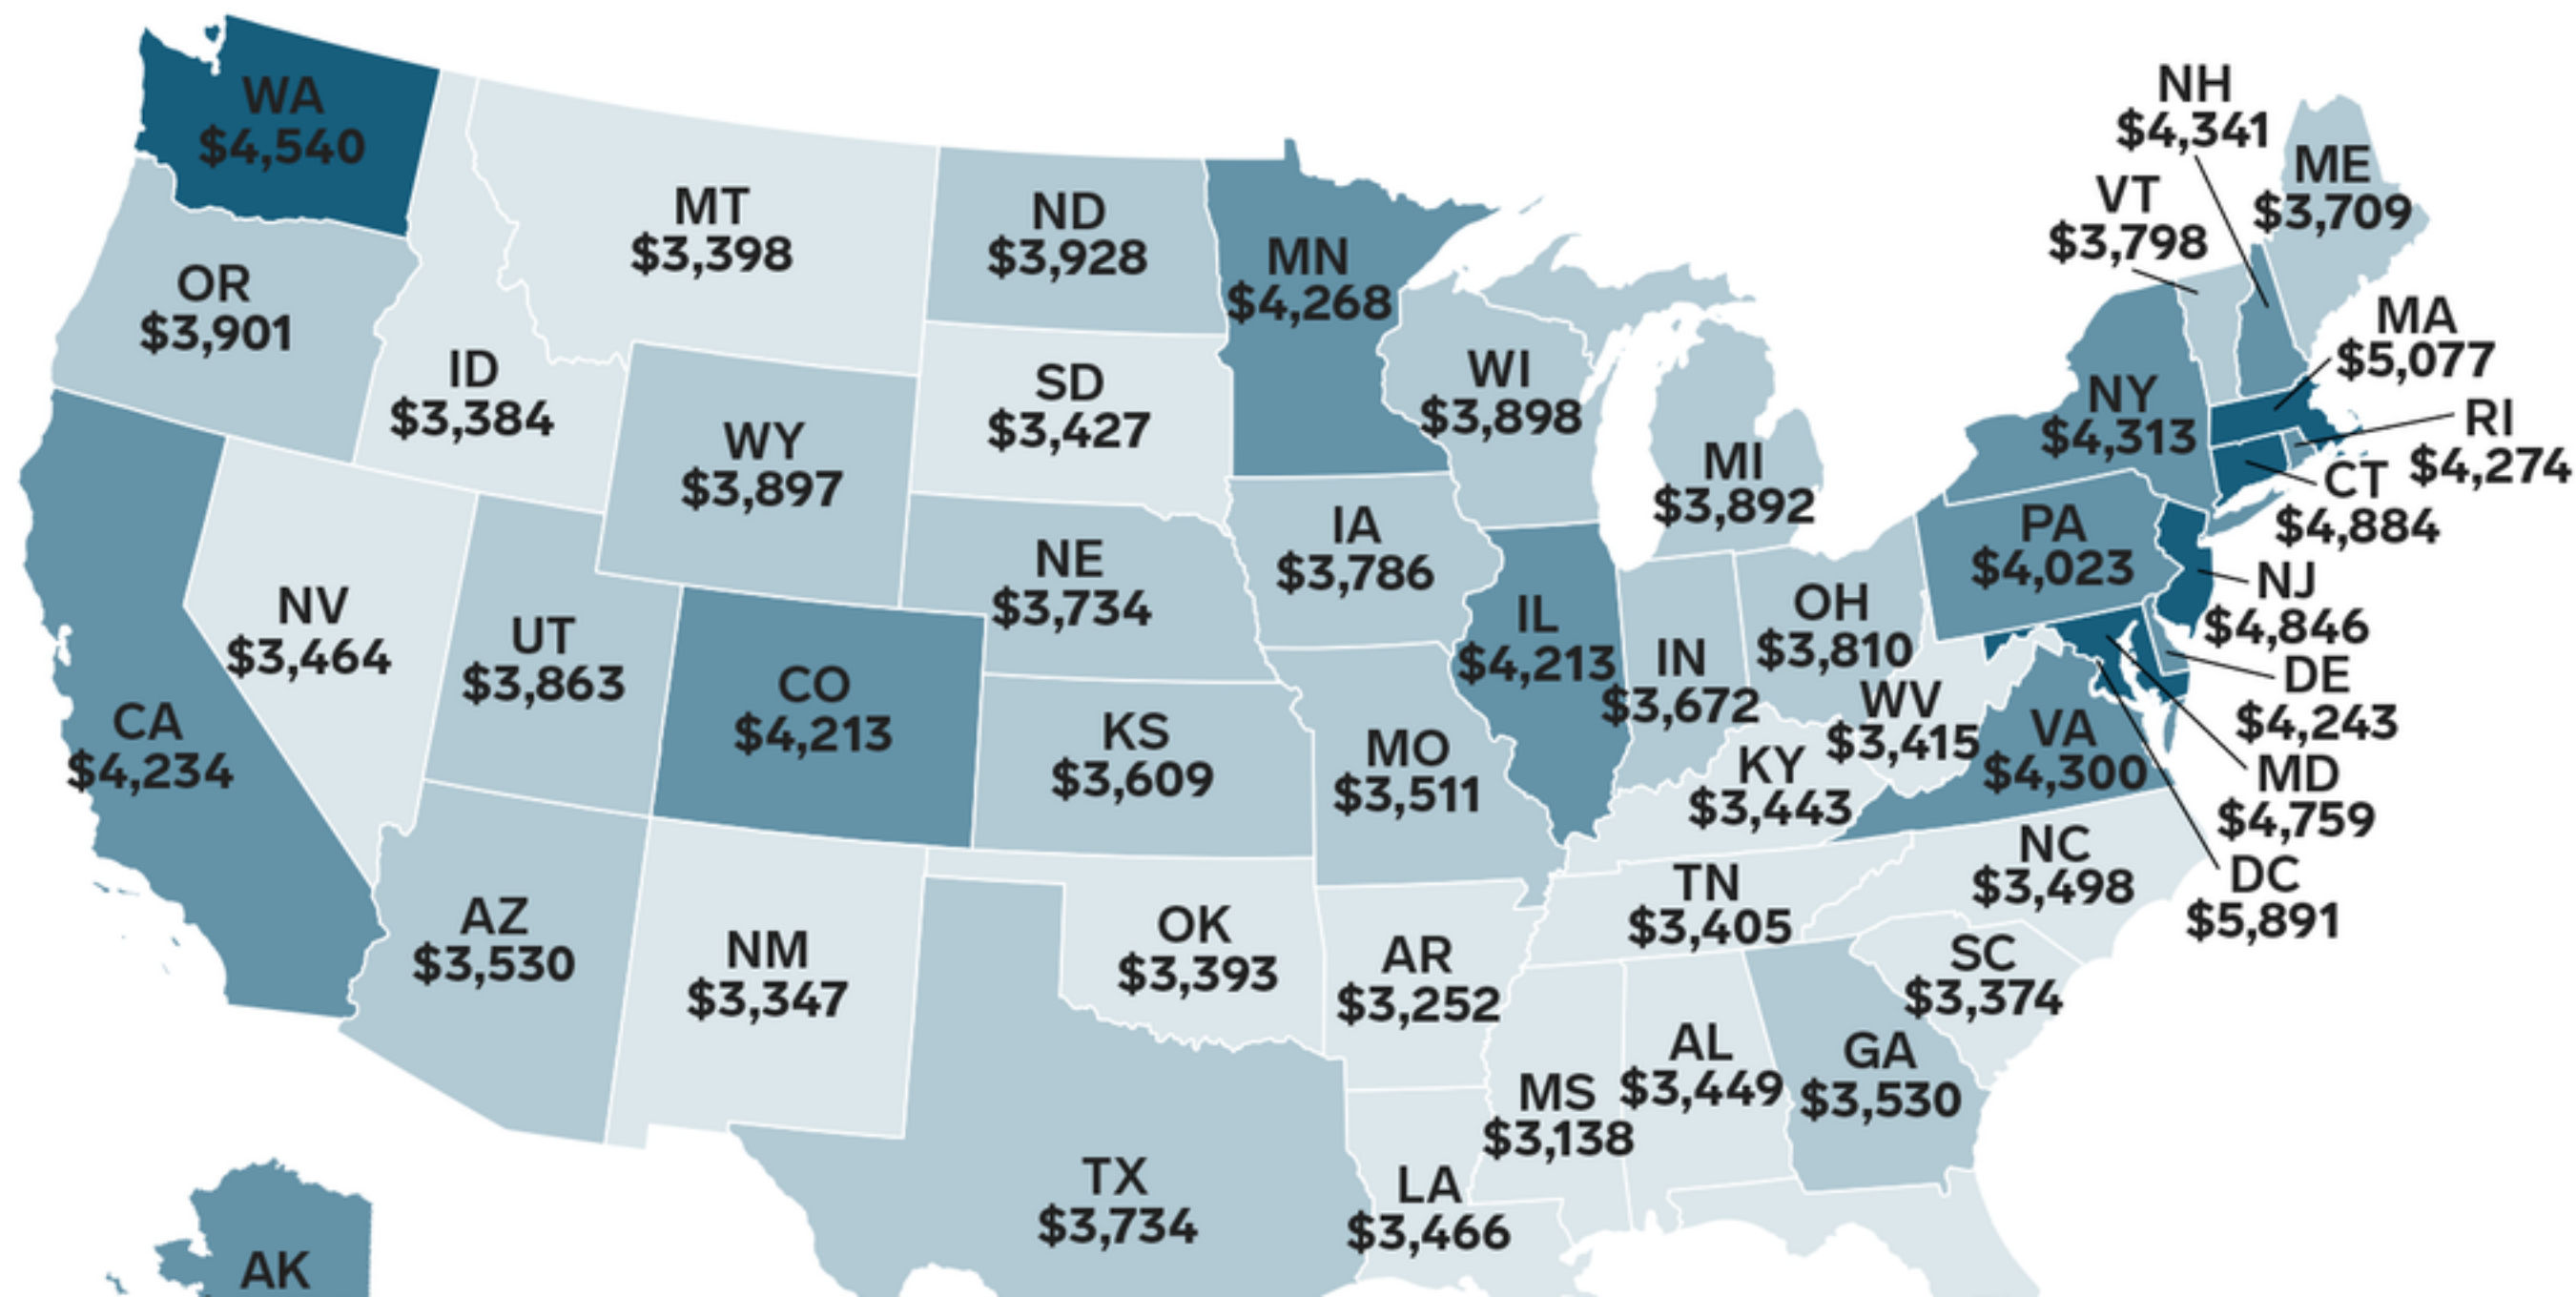 WA
$4,540
OR
$3,901
CA
$4,234
ID
$3,384
NV
$3,464
MT
$3,398
WY
$3,897
UT
$3,863
CO
$4,213
AZ
$3,530
NM
$3,347
ND
$3,928
SD
$3,427
NE
$3,734
KS
$3,609
OK
$3,393
TX
$3,734
MN
$4,268
IA
$3,786
MO
$3,511
AR
$3,252
LA
$3,466
WI
$3,898
IL
$4,213
MI
$3,892
IN
$3,672
OH
$3,810
KY
$3,443
TN
$3,405
MS
$3,138
AL
$3,449
GA
$3,530
WV
$3,415
VA
$4,300
NC
$3,498
SC
$3,374
PA
$4,023
NY
$4,313
VT
$3,798
NH
$4,341
ME
$3,709
MA
$5,077
RI
$4,274
CT
$4,884
NJ
$4,846
DE
$4,243
MD
$4,759
DC
$5,891
AK